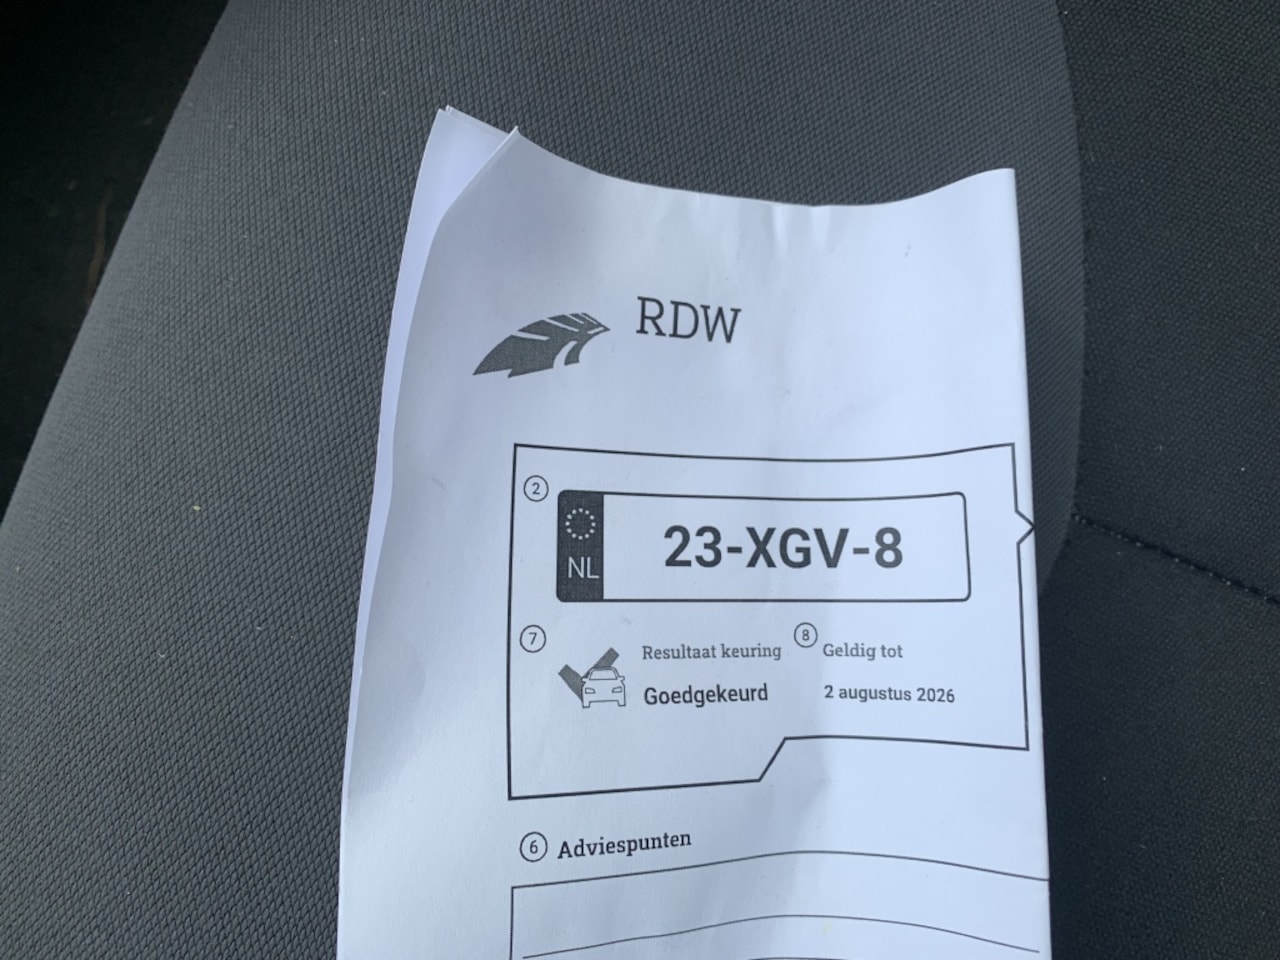 RDW
2
NL
23-XGV-8
7
Resultaat keuring
8
Geldig tot
Goedgekeurd
2 augustus 2026
6 Adviespunten